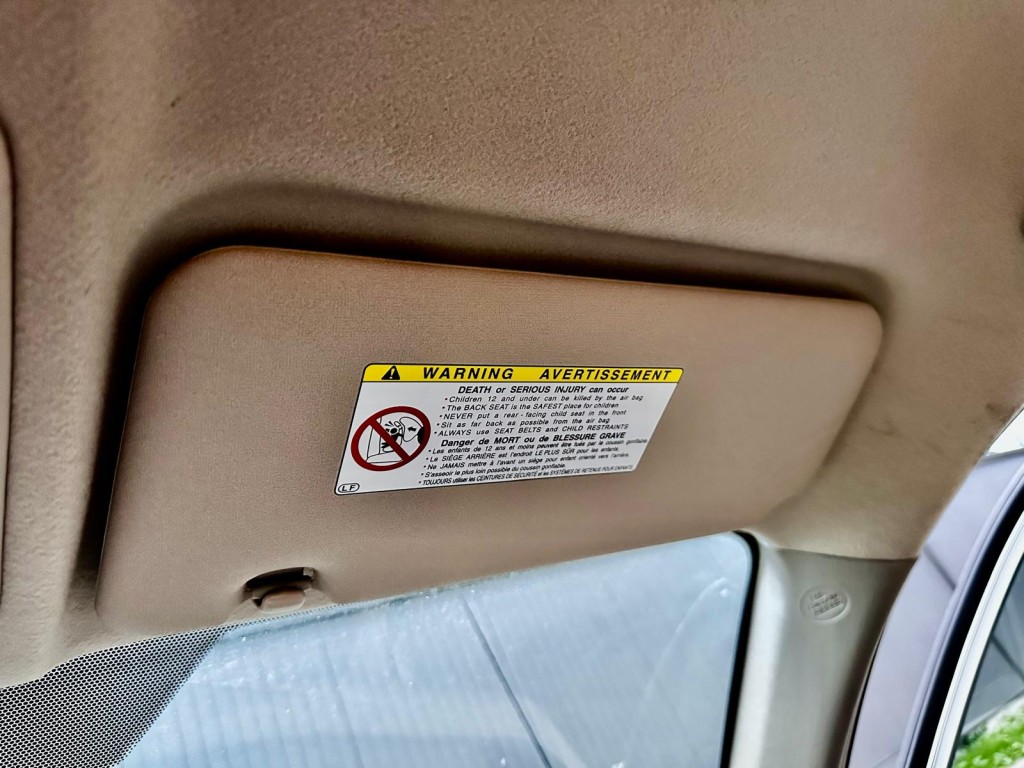 WARNING AVERTISSEMENT
DEATH or SERIOUS INJURY can occur
• Children 12 and under can be killed by the air bag
• The BACK SEAT is the SAFEST place for children
• NEVER put a rear-facing child seat in the front
• Sit as far back as possible from the air bag
• ALWAYS use SEAT BELTS and CHILD RESTRAINTS
Danger de MORT ou de BLESSURE GRAVE
• Les enfants de 12 ans et moins peuvent être tués par le coussin gonflable.
• Le SIÈGE ARRIÈRE est l'endroit LE PLUS SÛR pour les enfants.
• Ne JAMAIS mettre à l'avant un siège pour enfant orienté vers l'arrière.
• S'asseoir le plus loin possible du coussin gonflable.
• TOUJOURS utiliser les CEINTURES DE SÉCURITÉ et les SYSTÈMES DE RETENUE POUR ENFANTS.
LF